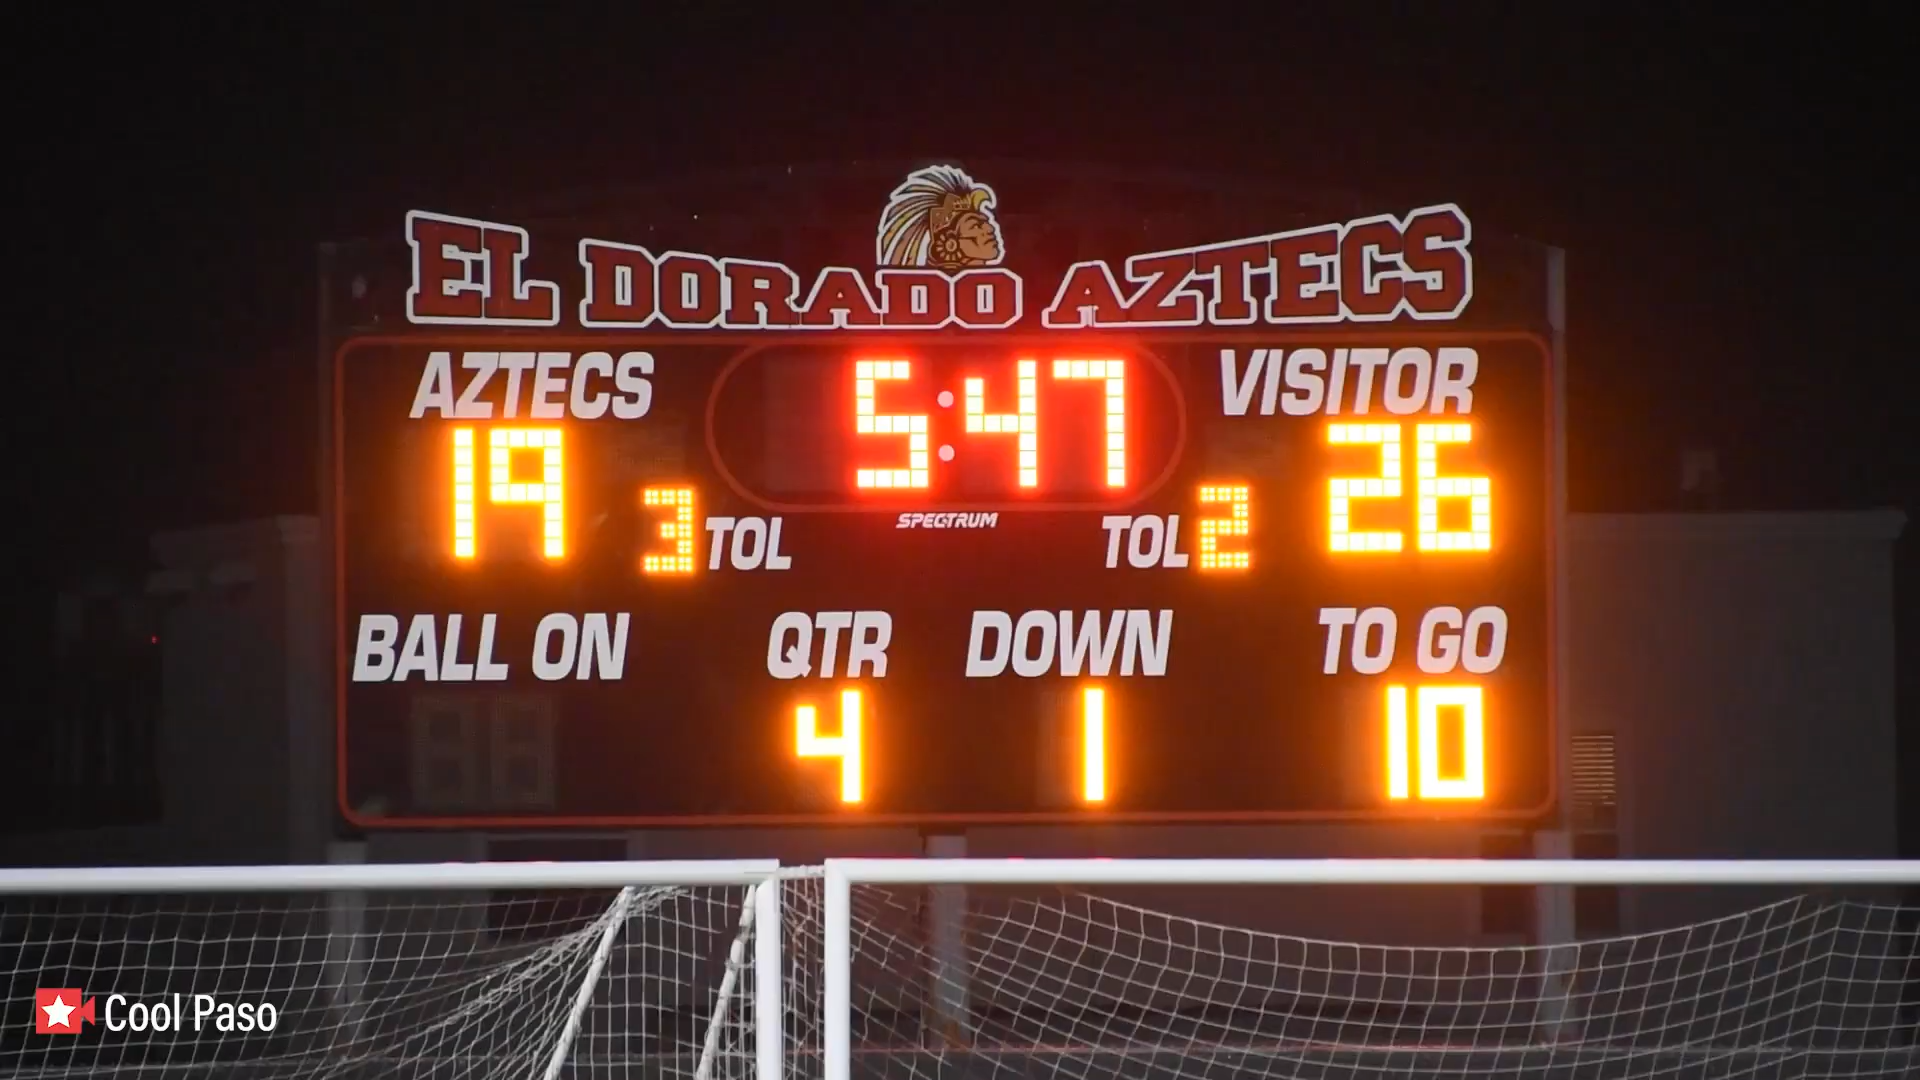 EL DORADO AZTECS
AZTECS 5:47 VISITOR
19 3 TOL SPECTRUM TOL 2 26
BALL ON QTR DOWN TO GO
4 1 10
Cool Paso